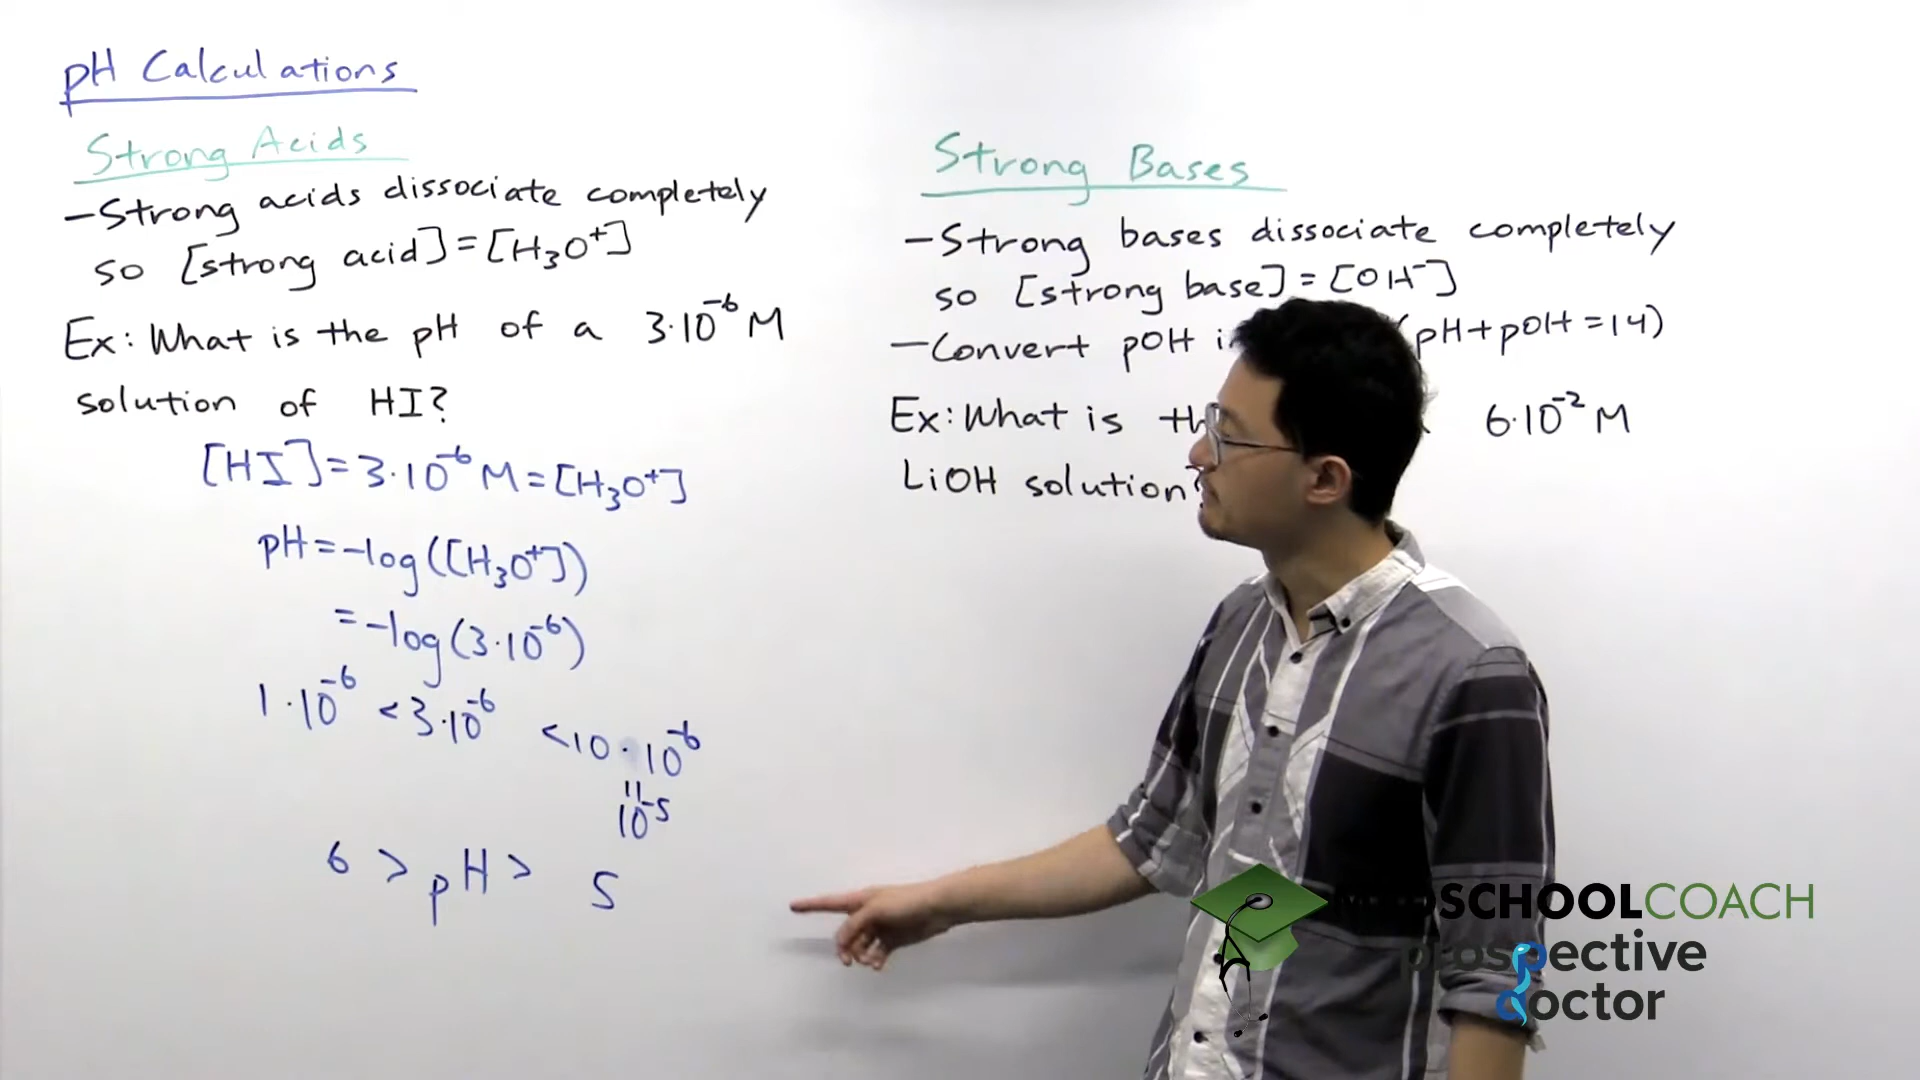 pH Calculations
Strong Acids
-Strong acids dissociate completely
so [strong acid]=[H₃O⁺]
Ex: What is the pH of a 3·10⁻⁶ M
solution of HI?
[HI]=3·10⁻⁶ M=[H₃O⁺]
pH=-log([H₃O⁺])
=-log(3·10⁻⁶)
1·10⁻⁶ <3·10⁻⁶ <10·10⁻⁶
"
10⁻⁵
6 > pH > 5
Strong Bases
-Strong bases dissociate completely
so [strong base]=[OH⁻]
-Convert pOH (pH+pOH=14)
Ex: What is 6·10⁻² M
LiOH solution?
SCHOOLCOACH
prospective
doctor